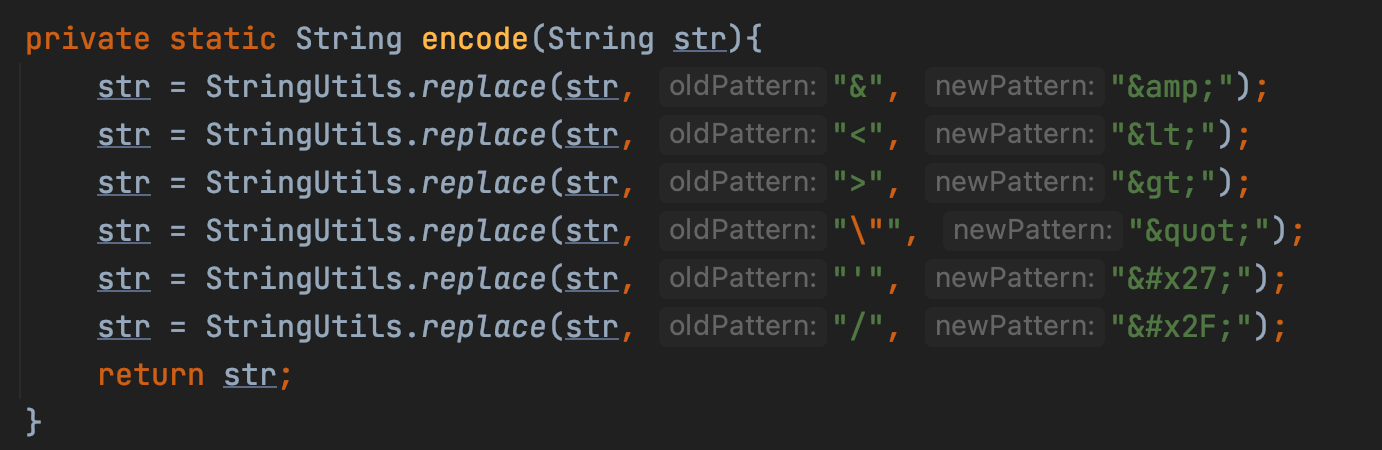 private static String encode(String str){
    str = StringUtils.replace(str, oldPattern: "&", newPattern: "&amp;");
    str = StringUtils.replace(str, oldPattern: "<", newPattern: "&lt;");
    str = StringUtils.replace(str, oldPattern: ">", newPattern: "&gt;");
    str = StringUtils.replace(str, oldPattern: "\"", newPattern: "&quot;");
    str = StringUtils.replace(str, oldPattern: "'", newPattern: "&#x27;");
    str = StringUtils.replace(str, oldPattern: "/", newPattern: "&#x2F;");
    return str;
}